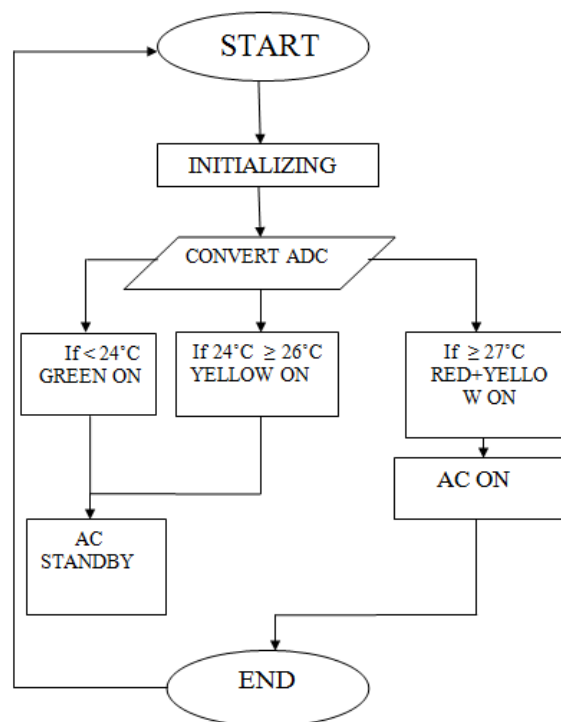 START
INITIALIZING
CONVERT ADC
If < 24°C
GREEN ON
If 24°C ≥ 26°C
YELLOW ON
If ≥ 27°C
RED+YELLO
W ON
AC ON
AC
STANDBY
END